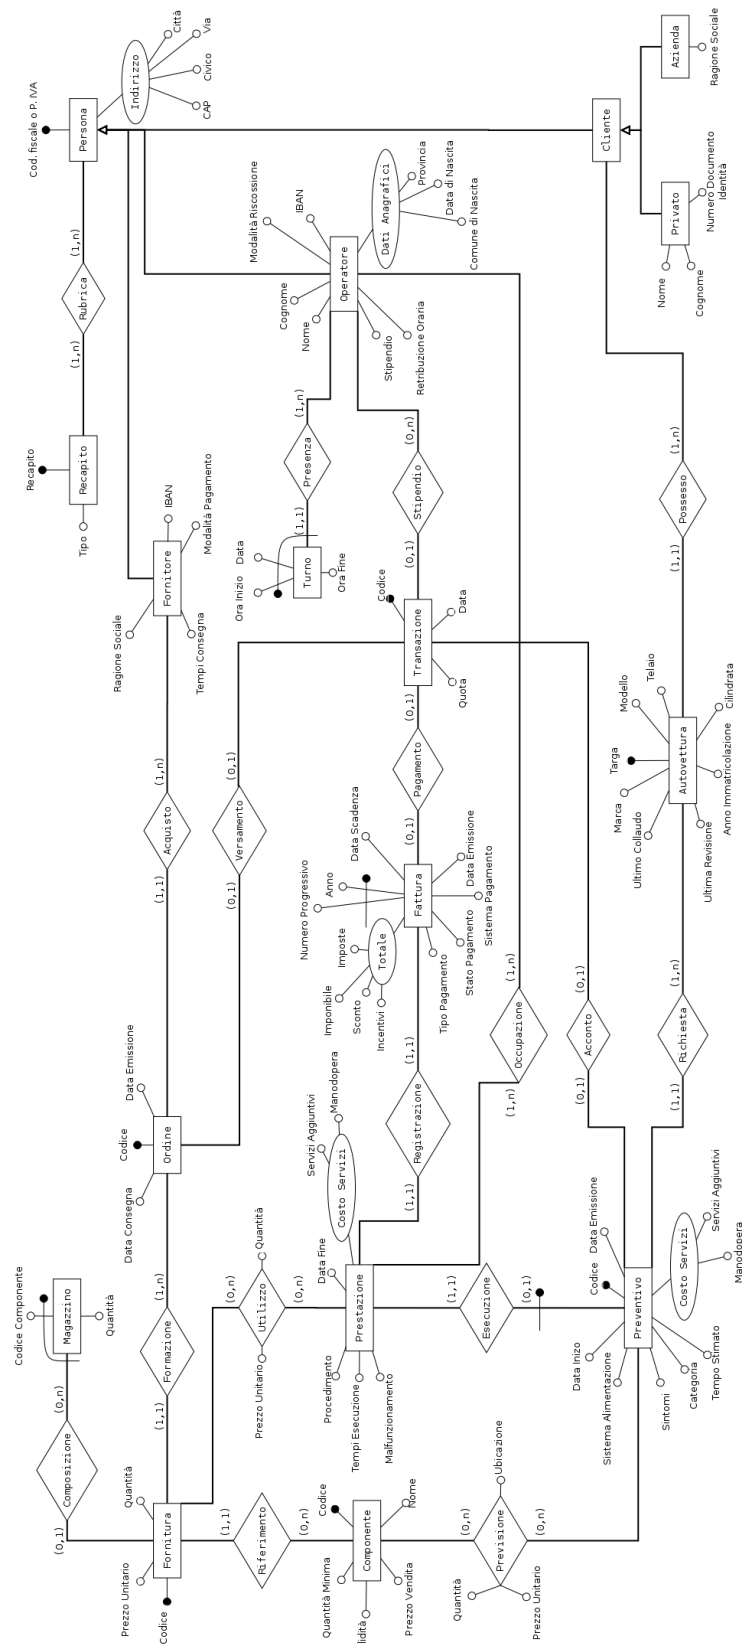 Cod. fiscale o P. IVA
Persona
Indirizzo
Città
Via
Civico
CAP
(1,n)
Rubrica
(1,n)
Recapito
Recapito
Tipo
Fornitore
IBAN
Modalità Pagamento
Ragione Sociale
Tempi Consegna
(1,n)
Acquisto
(1,1)
Ordine
Codice
Data Emissione
Data Consegna
(1,n)
Formazione
(1,1)
Fornitura
Quantità
Prezzo Unitario
Codice
(0,1)
Composizione
(0,n)
Magazzino
Codice Componente
Quantità
(0,1)
Versamento
(0,1)
Operatore
Modalità Riscossione
IBAN
Dati Anagrafici
Provincia
Data di Nascita
Comune di Nascita
Cognome
Nome
Stipendio
Retribuzione Oraria
(1,n)
Presenza
(1,1)
Turno
Data
Ora Inizio
Ora Fine
(0,n)
Stipendio
(0,1)
Transazione
Codice
Data
Quota
(0,1)
Pagamento
(0,1)
Fattura
Data Scadenza
Anno
Numero Progressivo
Data Emissione
Sistema Pagamento
Stato Pagamento
Tipo Pagamento
Totale
Imposte
Imponibile
Sconto
Incentivi
(1,1)
Registrazione
(1,1)
Prestazione
Costo Servizi
Servizi Aggiuntivi
Manodopera
Data Fine
Procedimento
Tempi Esecuzione
Malfunzionamento
(0,n)
Utilizzo
(0,n)
Quantità
Prezzo Unitario
(1,n)
Occupazione
(1,n)
(1,1)
Esecuzione
(0,1)
(1,1)
Riferimento
(0,n)
Componente
Codice
Nome
Quantità Minima
lidità
Prezzo Vendita
(0,n)
Previsione
(0,n)
Ubicazione
Quantità
Prezzo Unitario
Preventivo
Codice
Data Emissione
Costo Servizi
Servizi Aggiuntivi
Manodopera
Data Inizo
Sistema Alimentazione
Sintomi
Categoria
Tempo Stimato
(0,1)
Acconto
(0,1)
(1,1)
Richiesta
(1,n)
Autovettura
Targa
Modello
Telaio
Cilindrata
Marca
Ultimo Collaudo
Ultima Revisione
Anno Immatricolazione
(1,1)
Possesso
(1,n)
Cliente
Privato
Nome
Cognome
Numero Documento
Identità
Azienda
Ragione Sociale